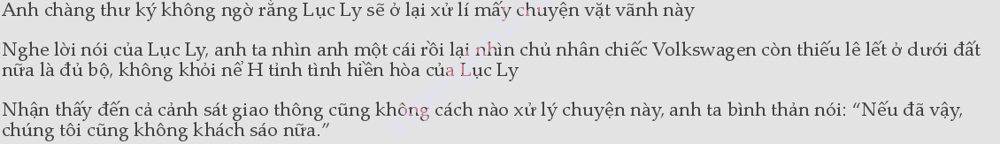 Anh chàng thư ký không ngờ rằng Lục Ly sẽ ở lại xử lí mấy chuyện vặt vãnh này
Nghe lời nói của Lục Ly, anh ta nhìn anh một cái rồi lại nhìn chủ nhân chiếc Volkswagen còn thiếu lê lết ở dưới đất
nữa là đủ bộ, không khỏi nể H tinh tình hiền hòa của Lục Ly
Nhận thấy đến cả cảnh sát giao thông cũng không cách nào xử lý chuyện này, anh ta bình thản nói: “Nếu đã vậy,
chúng tôi cũng không khách sáo nữa.”